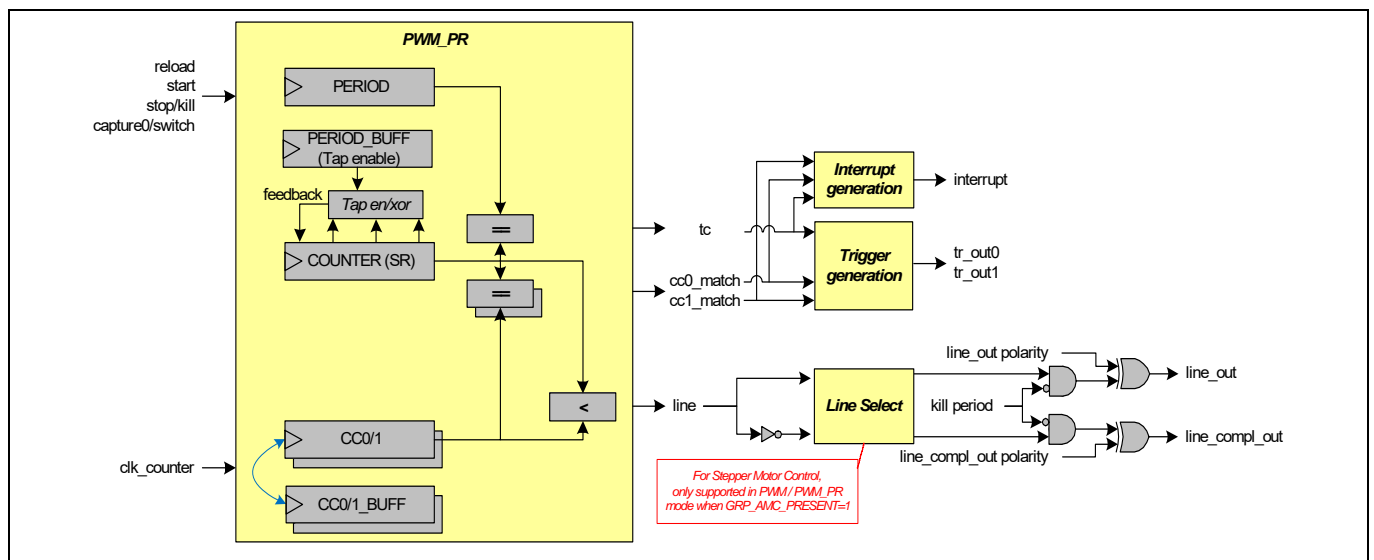 PWM_PR
reload
start
stop/kill
capture0/switch
PERIOD
PERIOD_BUFF
(Tap enable)
feedback
Tap en/xor
==
COUNTER (SR)
==
tc
cc0_match
cc1_match
Interrupt
generation
interrupt
Trigger
generation
tr_out0
tr_out1
<
line
Line Select
line_out polarity
line_out
kill period
line_compl_out
line_compl_out polarity
CC0/1
clk_counter
CC0/1_BUFF
For Stepper Motor Control,
only supported in PWM / PWM_PR
mode when GRP_AMC_PRESENT=1